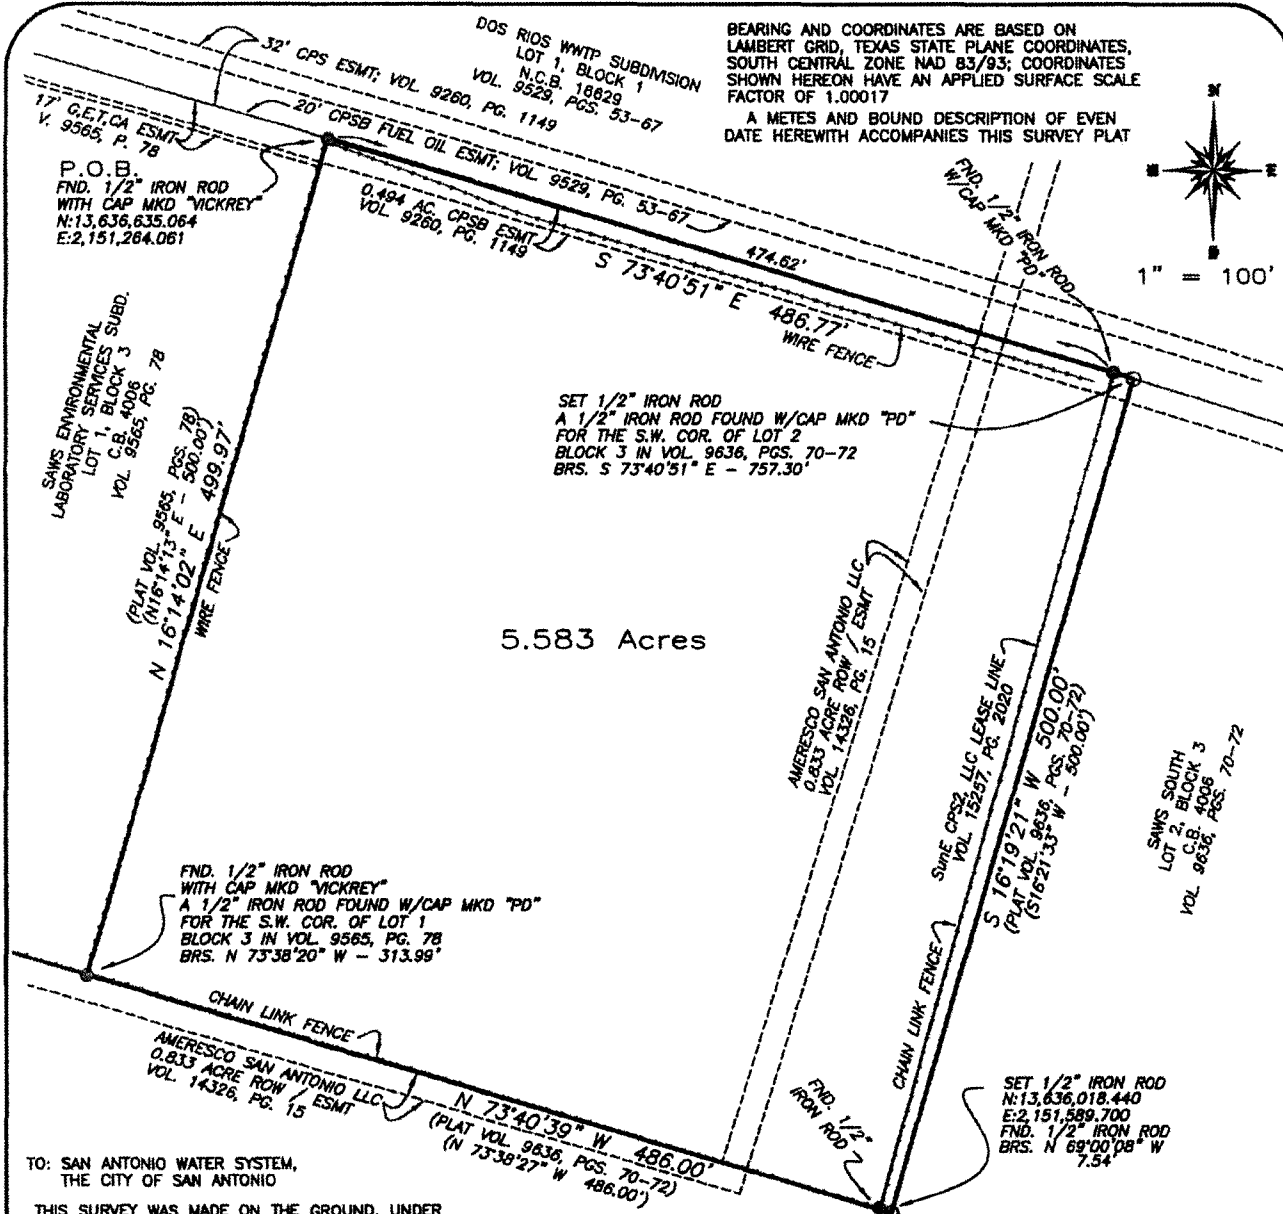 DOS RIOS WWTP SUBDIVISION
LOT 1, BLOCK 1
N.C.B. 16629
VOL. 9529, PGS. 53-67
BEARING AND COORDINATES ARE BASED ON
LAMBERT GRID, TEXAS STATE PLANE COORDINATES,
SOUTH CENTRAL ZONE NAD 83/93; COORDINATES
SHOWN HEREON HAVE AN APPLIED SURFACE SCALE
FACTOR OF 1.00017
A METES AND BOUND DESCRIPTION OF EVEN
DATE HEREWITH ACCOMPANIES THIS SURVEY PLAT
1" = 100'
32' CPS ESMT; VOL. 9260, PG. 1149
17' G,E,T,CA ESMT
V. 9565, P. 78
20' CPSB FUEL OIL ESMT; VOL. 9529, PG. 53-67
P.O.B.
FND. 1/2" IRON ROD
WITH CAP MKD "VICKREY"
N:13,636,635.064
E:2,151,264.061
0.494 AC. CPSB ESMT
VOL. 9260, PG. 1149
474.62'
S 73°40'51" E 486.77'
WIRE FENCE
FND. 1/2" IRON ROD
W/CAP MKD "PD"
SET 1/2" IRON ROD
A 1/2" IRON ROD FOUND W/CAP MKD "PD"
FOR THE S.W. COR. OF LOT 2
BLOCK 3 IN VOL. 9636, PGS. 70-72
BRS. S 73°40'51" E - 757.30'
SAWS ENVIRONMENTAL
LABORATORY SERVICES SUBD.
LOT 1, BLOCK 3
C.B. 4006
VOL. 9565, PG. 78
(PLAT VOL. 9565, PGS. 78)
(N16°14'13" E - 500.00')
N 16°14'02" E 499.97'
WIRE FENCE
5.583 Acres
AMERESCO SAN ANTONIO LLC
0.833 ACRE ROW / ESMT
VOL. 14326, PG. 15
SunE CPS2, LLC LEASE LINE
VOL. 15257, PG. 2020
S 16°19'21" W 500.00'
(PLAT VOL. 9636, PGS. 70-72)
(S16°21'33" W - 500.00')
CHAIN LINK FENCE
SAWS SOUTH
LOT 2, BLOCK 3
C.B. 4006
VOL. 9636, PGS. 70-72
FND. 1/2" IRON ROD
WITH CAP MKD "VICKREY"
A 1/2" IRON ROD FOUND W/CAP MKD "PD"
FOR THE S.W. COR. OF LOT 1
BLOCK 3 IN VOL. 9565, PG. 78
BRS. N 73°38'20" W - 313.99'
CHAIN LINK FENCE
AMERESCO SAN ANTONIO LLC
0.833 ACRE ROW / ESMT
VOL. 14326, PG. 15
N 73°40'39" W 486.00'
(PLAT VOL. 9636, PGS. 70-72)
(N 73°38'27" W 486.00')
FND. 1/2"
IRON ROD
SET 1/2" IRON ROD
N:13,636,018.440
E:2,151,589.700
FND. 1/2" IRON ROD
BRS. N 69°00'08" W
7.54'
TO: SAN ANTONIO WATER SYSTEM,
THE CITY OF SAN ANTONIO
THIS SURVEY WAS MADE ON THE GROUND, UNDER